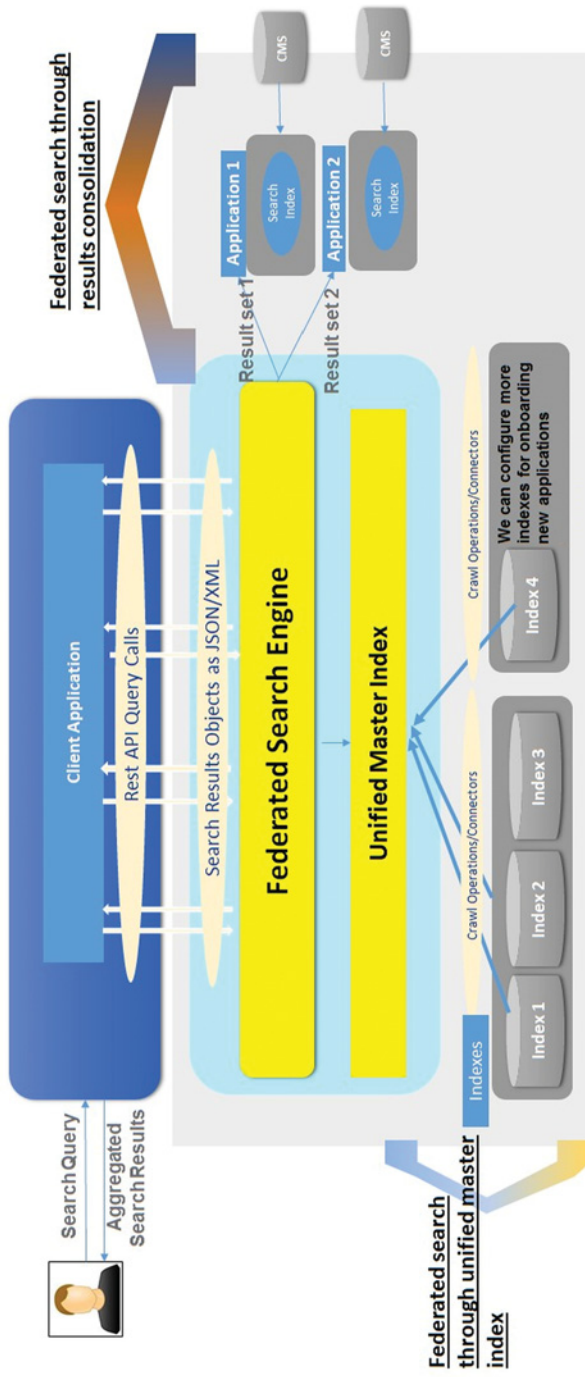 Search Query
Aggregated
Search Results
Client Application
Rest API Query Calls
Search Results Objects as JSON/XML
Federated Search Engine
Unified Master Index
Federated search through
results consolidation
Result set 1
Application 1
Search
Index
CMS
Result set 2
Application 2
Search
Index
CMS
Federated search
through unified master
index
Indexes
Crawl Operations/Connectors
Crawl Operations/Connectors
Index 1
Index 2
Index 3
Index 4
We can configure more
indexes for onboarding
new applications